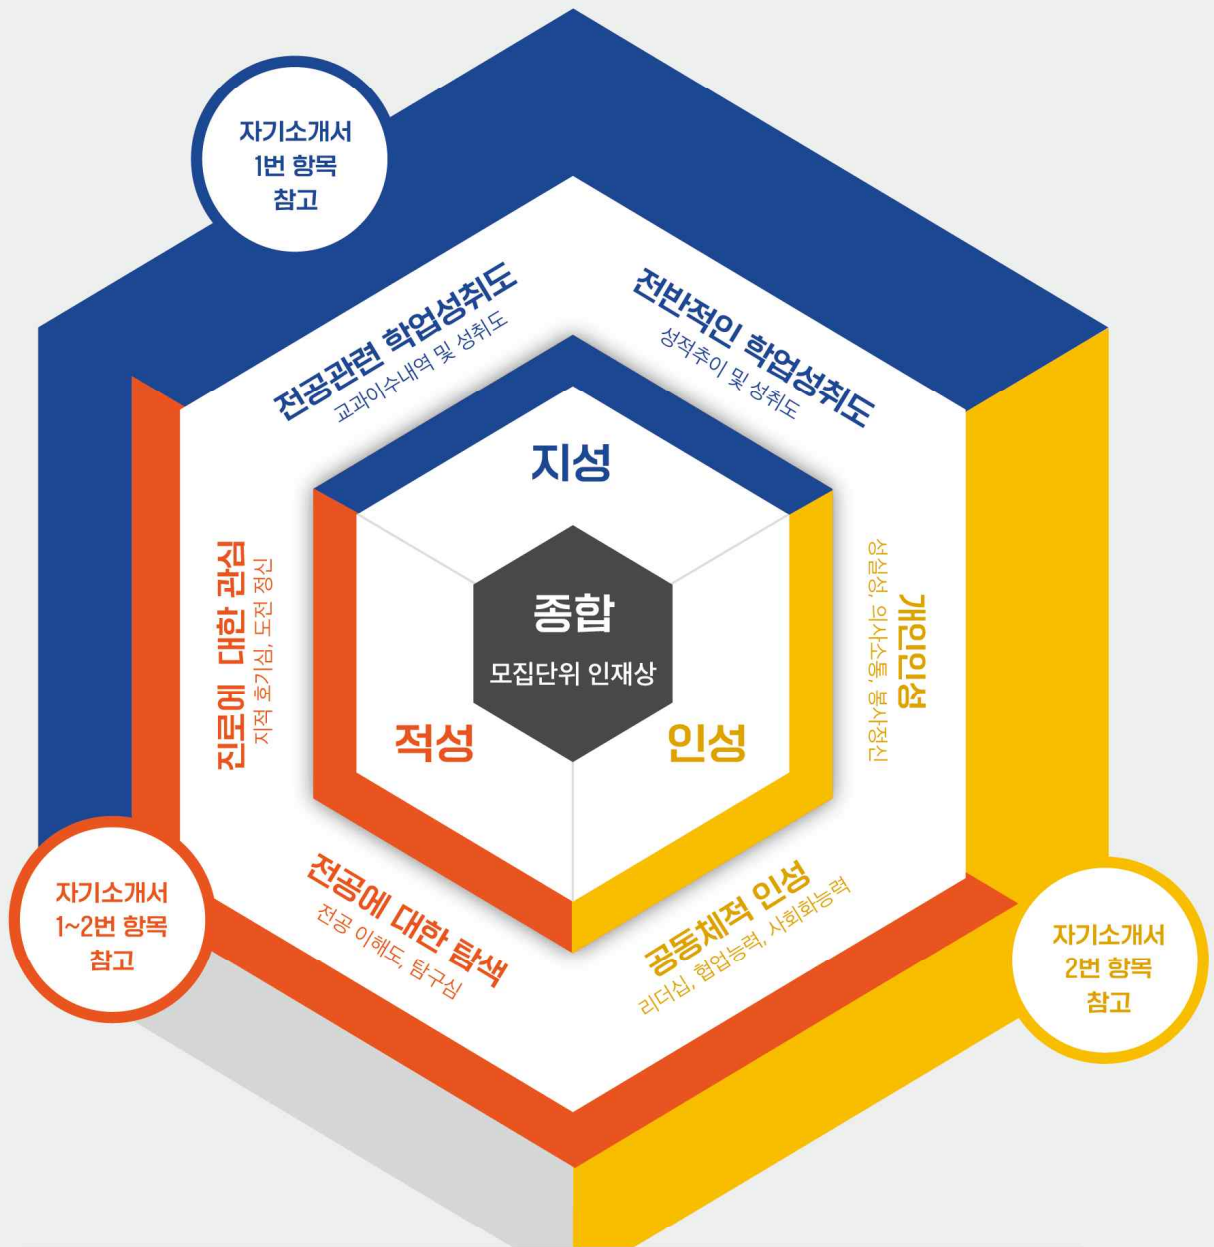 자기소개서
1번 항목
참고
전공관련 학업성취도
교과이수내역 및 성취도
전반적인 학업성취도
성적추이 및 성취도
지성
진로에 대한 관심
지적 호기심, 도전 정신
종합
모집단위 인재상
개인인성
성실성, 의사소통, 봉사정신
적성
인성
전공에 대한 탐색
전공 이해도, 탐구심
공동체적 인성
리더십, 협업능력, 사회화능력
자기소개서
1~2번 항목
참고
자기소개서
2번 항목
참고